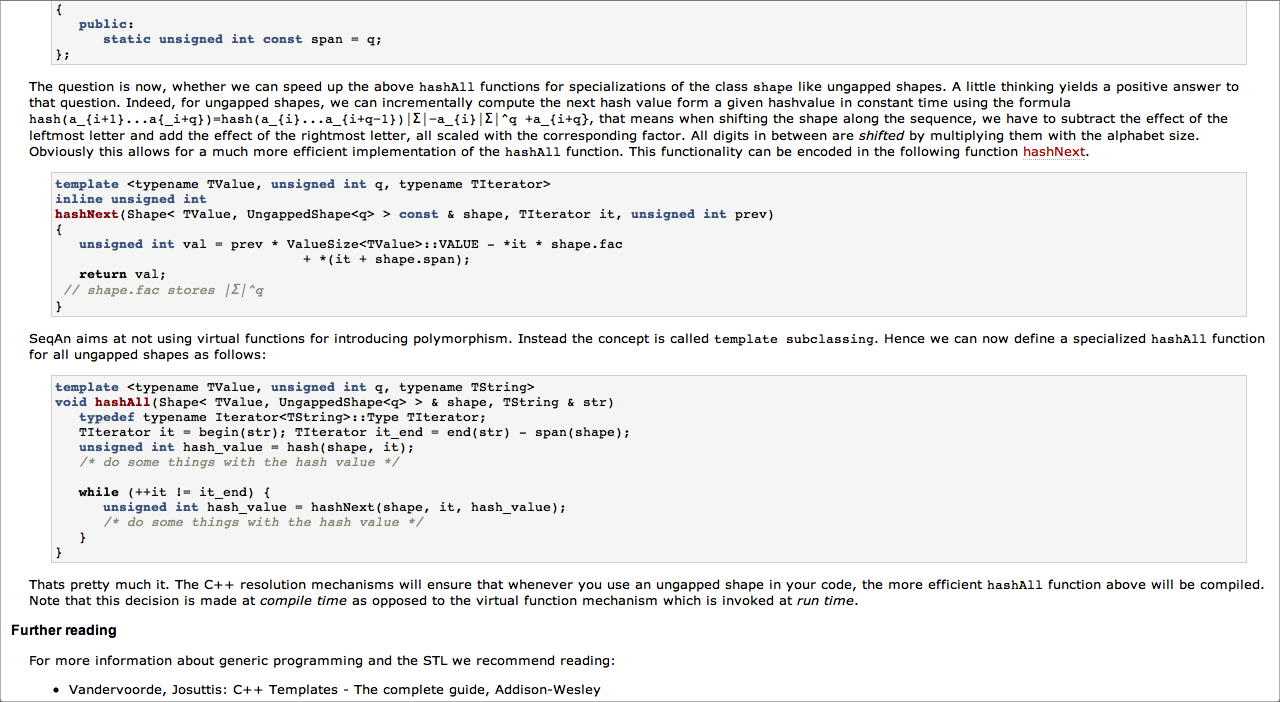 {
public:
static unsigned int const span = q;
};
The question is now, whether we can speed up the above hashAll functions for specializations of the class shape like ungapped shapes. A little thinking yields a positive answer to
that question. Indeed, for ungapped shapes, we can incrementally compute the next hash value form a given hashvalue in constant time using the formula
hash(a_{i+1}...a{_i+q})=hash(a_{i}...a_{i+q-1})|Σ|-a_{i}|Σ|^q +a_{i+q}, that means when shifting the shape along the sequence, we have to subtract the effect of the
leftmost letter and add the effect of the rightmost letter, all scaled with the corresponding factor. All digits in between are shifted by multiplying them with the alphabet size.
Obviously this allows for a much more efficient implementation of the hashAll function. This functionality can be encoded in the following function hashNext.
template <typename TValue, unsigned int q, typename TIterator>
inline unsigned int
hashNext(Shape< TValue, UngappedShape<q> > const & shape, TIterator it, unsigned int prev)
{
unsigned int val = prev * ValueSize<TValue>::VALUE - *it * shape.fac
+ *(it + shape.span);
return val;
// shape.fac stores |Σ|^q
}
SeqAn aims at not using virtual functions for introducing polymorphism. Instead the concept is called template subclassing. Hence we can now define a specialized hashAll function
for all ungapped shapes as follows:
template <typename TValue, unsigned int q, typename TString>
void hashAll(Shape< TValue, UngappedShape<q> > & shape, TString & str)
typedef typename Iterator<TString>::Type TIterator;
TIterator it = begin(str); TIterator it_end = end(str) - span(shape);
unsigned int hash_value = hash(shape, it);
/* do some things with the hash value */
while (++it != it_end) {
unsigned int hash_value = hashNext(shape, it, hash_value);
/* do some things with the hash value */
}
}
Thats pretty much it. The C++ resolution mechanisms will ensure that whenever you use an ungapped shape in your code, the more efficient hashAll function above will be compiled.
Note that this decision is made at compile time as opposed to the virtual function mechanism which is invoked at run time.
Further reading
For more information about generic programming and the STL we recommend reading:
• Vandervoorde, Josuttis: C++ Templates - The complete guide, Addison-Wesley